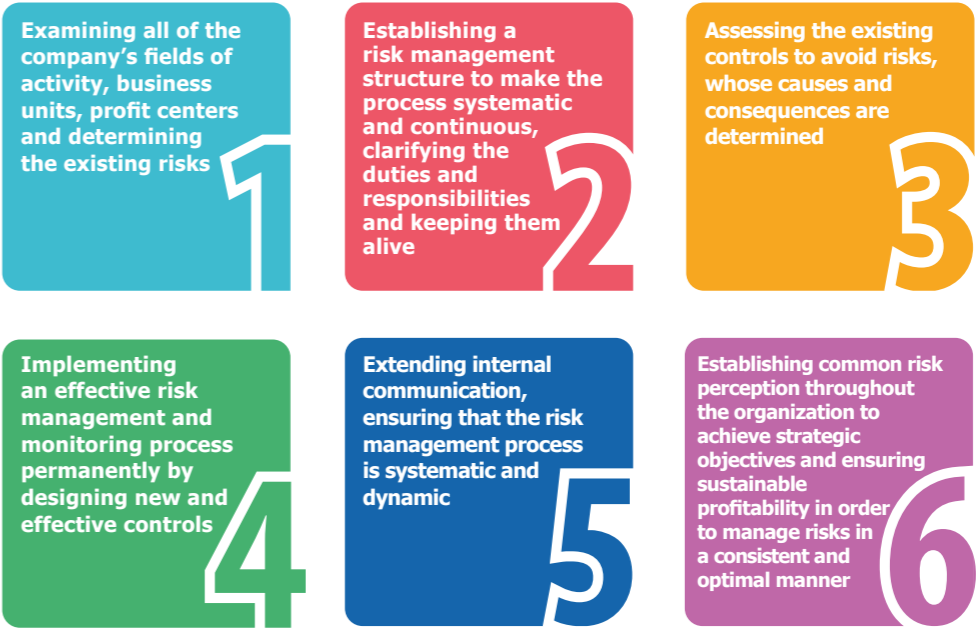 Examining all of the
company’s fields of
activity, business
units, profit centers
and determining
the existing risks
1
Establishing a
risk management
structure to make the
process systematic
and continuous,
clarifying the
duties and
responsibilities
and keeping them
alive
2
Assessing the existing
controls to avoid risks,
whose causes and
consequences are
determined
3
Implementing
an effective risk
management and
monitoring process
permanently by
designing new and
effective controls
4
Extending internal
communication,
ensuring that the risk
management process
is systematic and
dynamic
5
Establishing common risk
perception throughout
the organization to
achieve strategic
objectives and ensuring
sustainable
profitability in order
to manage risks in
a consistent and
optimal manner
6